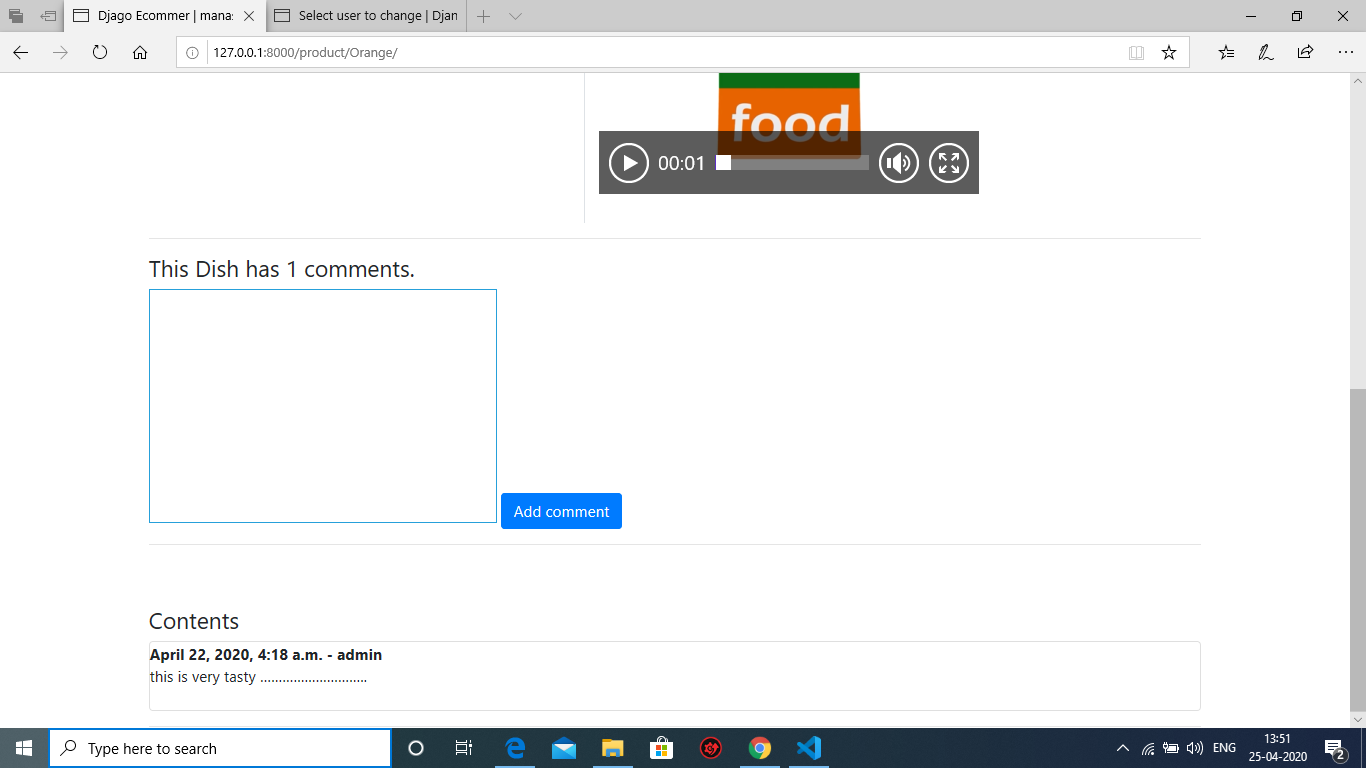 Djago Ecommer | mana
Select user to change | Djan
127.0.0.1:8000/product/Orange/
food
00:01
This Dish has 1 comments.
Add comment
Contents
April 22, 2020, 4:18 a.m. - admin
this is very tasty .............................
Type here to search
ENG
13:51
25-04-2020
2